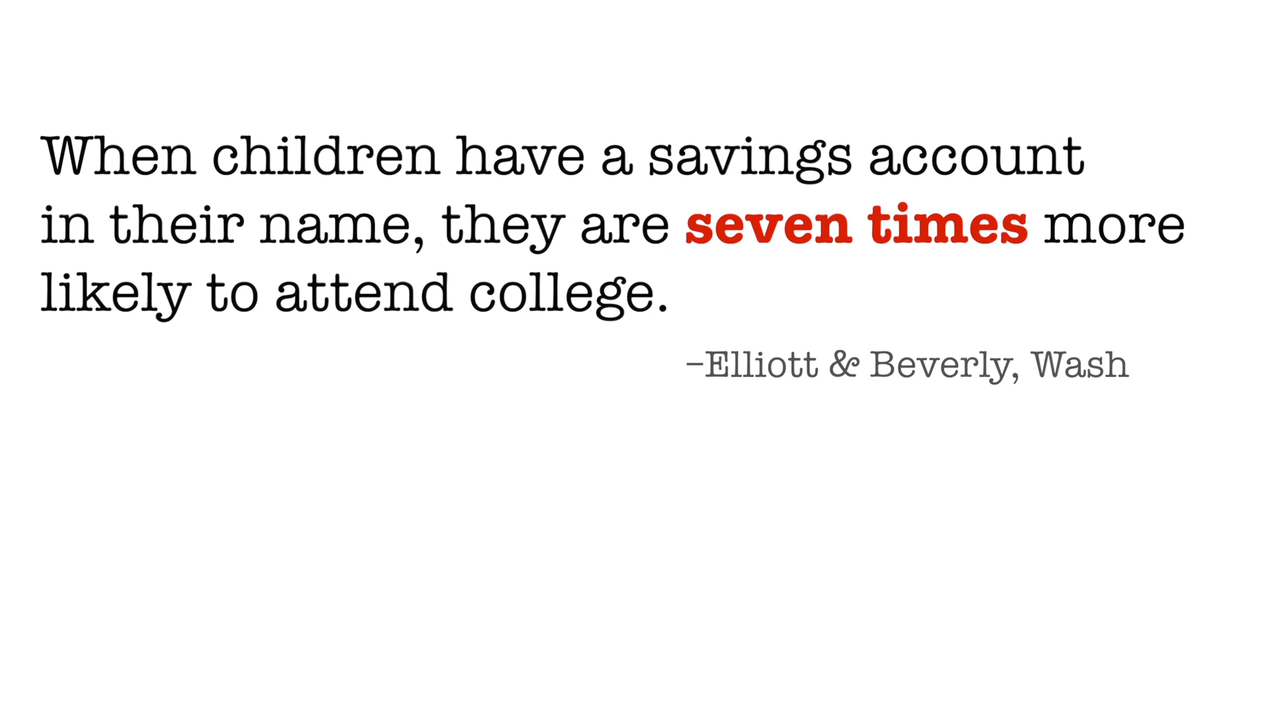 When children have a savings account
in their name, they are seven times more
likely to attend college.
–Elliott & Beverly, Wash